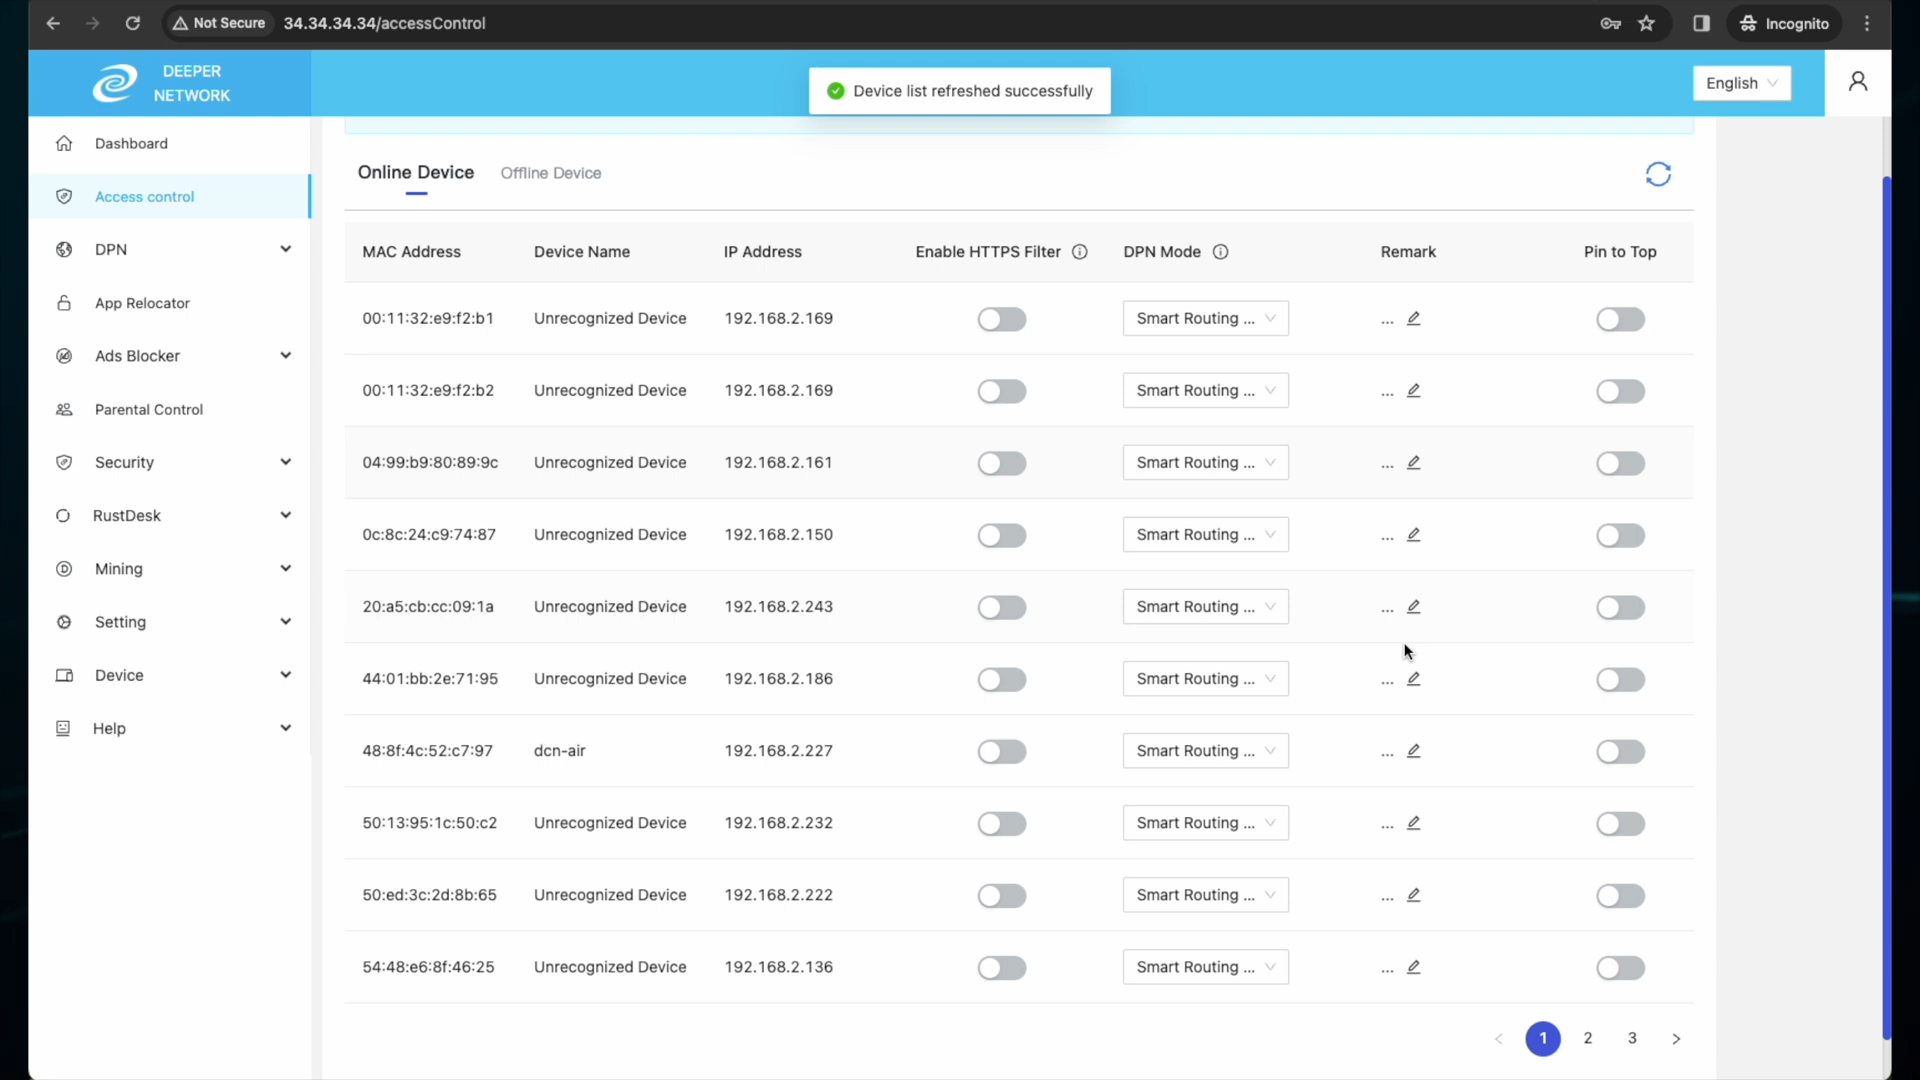 Not Secure 34.34.34.34/accessControl Incognito
DEEPER
NETWORK
Device list refreshed successfully
English
Dashboard
Access control
DPN
App Relocator
Ads Blocker
Parental Control
Security
RustDesk
Mining
Setting
Device
Help
Online Device Offline Device
MAC Address Device Name IP Address Enable HTTPS Filter DPN Mode Remark Pin to Top
00:11:32:e9:f2:b1 Unrecognized Device 192.168.2.169 Smart Routing ... ...
00:11:32:e9:f2:b2 Unrecognized Device 192.168.2.169 Smart Routing ... ...
04:99:b9:80:89:9c Unrecognized Device 192.168.2.161 Smart Routing ... ...
0c:8c:24:c9:74:87 Unrecognized Device 192.168.2.150 Smart Routing ... ...
20:a5:cb:cc:09:1a Unrecognized Device 192.168.2.243 Smart Routing ... ...
44:01:bb:2e:71:95 Unrecognized Device 192.168.2.186 Smart Routing ... ...
48:8f:4c:52:c7:97 dcn-air 192.168.2.227 Smart Routing ... ...
50:13:95:1c:50:c2 Unrecognized Device 192.168.2.232 Smart Routing ... ...
50:ed:3c:2d:8b:65 Unrecognized Device 192.168.2.222 Smart Routing ... ...
54:48:e6:8f:46:25 Unrecognized Device 192.168.2.136 Smart Routing ... ...
< 1 2 3 >